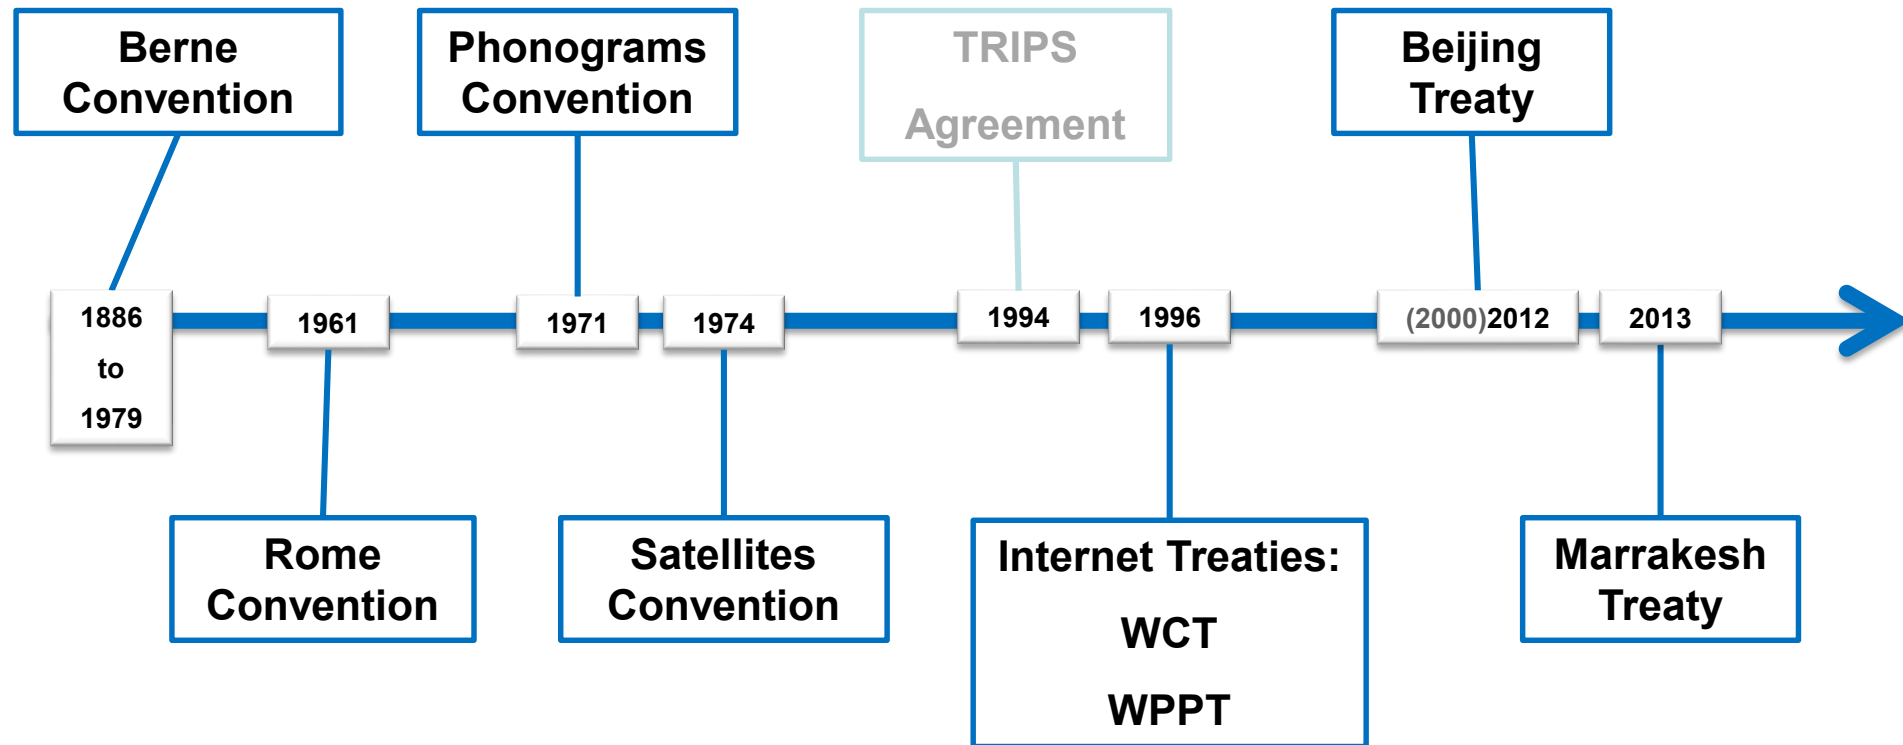 Berne
Convention
Phonograms
Convention
TRIPS
Agreement
Beijing
Treaty
1886
to
1979
1961
1971
1974
1994
1996
(2000)2012
2013
Rome
Convention
Satellites
Convention
Internet Treaties:
WCT
WPPT
Marrakesh
Treaty